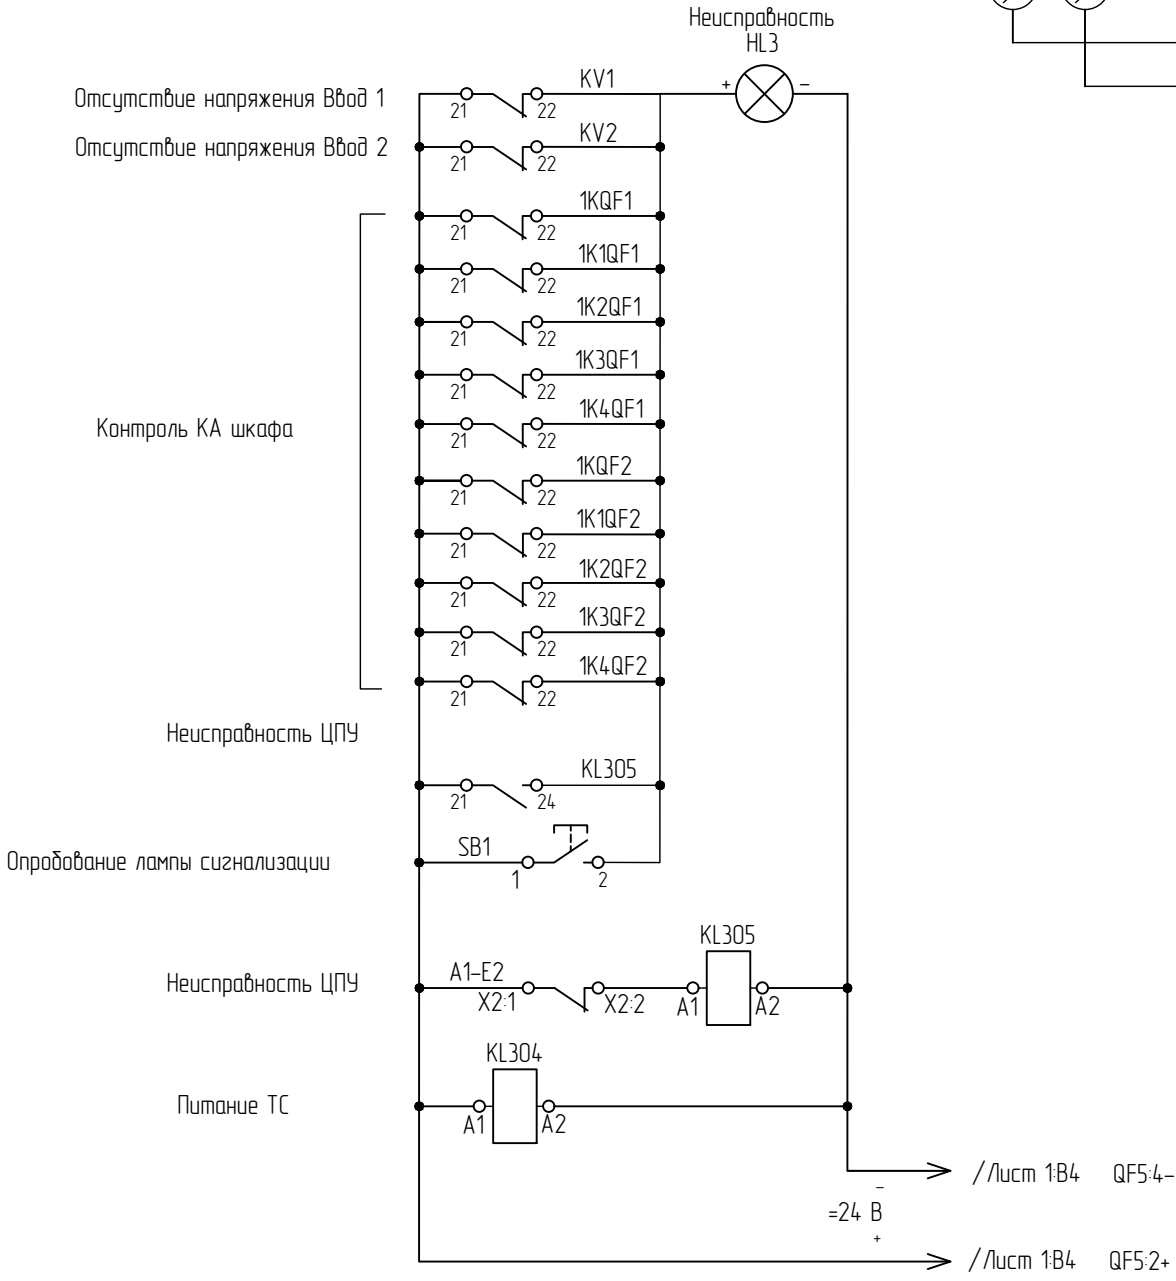 Неисправность
HL3
Отсутствие напряжения Ввод 1
21 22 KV1 + –
Отсутствие напряжения Ввод 2
21 22 KV2
21 22 1KQF1
21 22 1K1QF1
21 22 1K2QF1
21 22 1K3QF1
Контроль КА шкафа
21 22 1K4QF1
21 22 1KQF2
21 22 1K1QF2
21 22 1K2QF2
21 22 1K3QF2
21 22 1K4QF2
Неисправность ЦПУ
21 24 KL305
Опробование лампы сигнализации
SB1 1 2
KL305
Неисправность ЦПУ
A1-E2 X2:1 X2:2 A1 A2
KL304
Питание ТС
A1 A2
/Лист 1:В4 QF5:4-
–
=24 В
+
/Лист 1:В4 QF5:2+